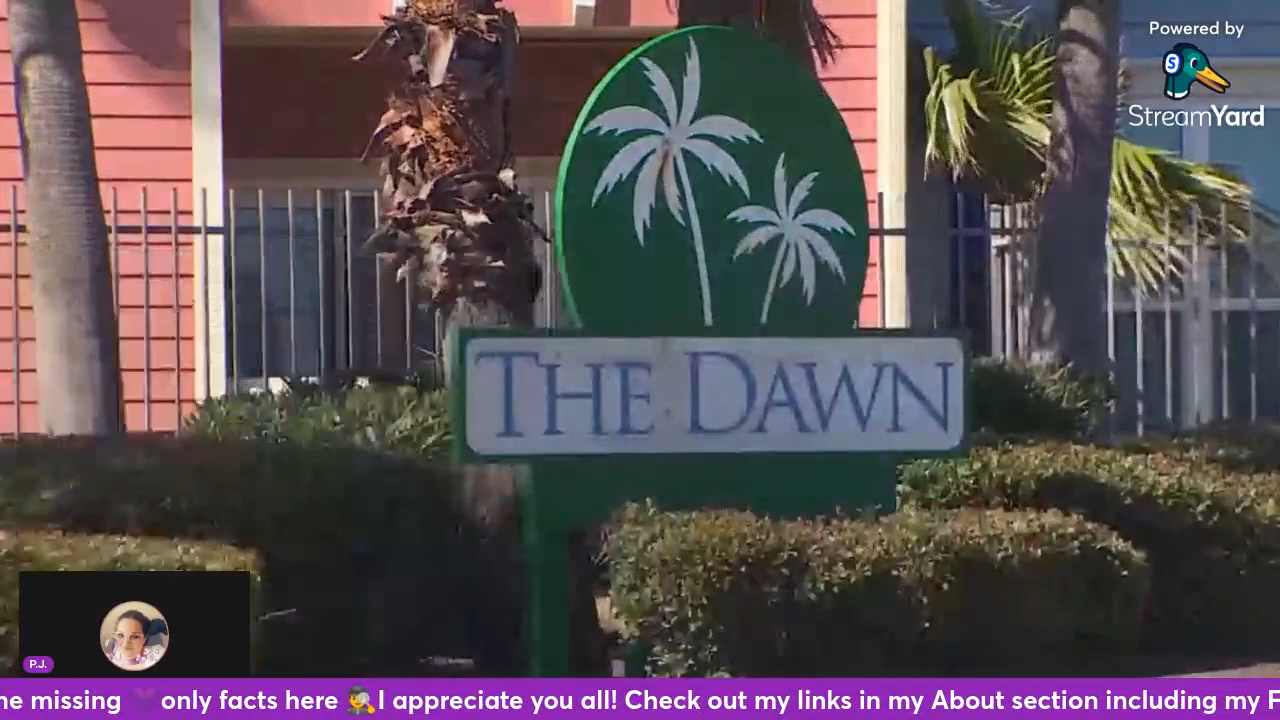 Powered by
S
StreamYard
THE DAWN
P.J.
he missing 💜only facts here 🕵️I appreciate you all! Check out my links in my About section including my F